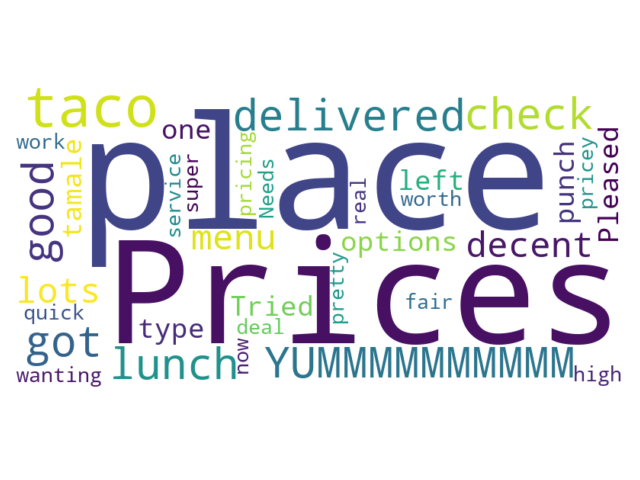 taco
delivered
check
work
one
place
good
tamale
service
super
pricing
Needs
real
left
worth
punch
pricey
Pleased
menu
options
decent
Prices
lots
quick
got
type
Tried
deal
pretty
fair
now
wanting
lunch
YUMMMMMMMMMM
high